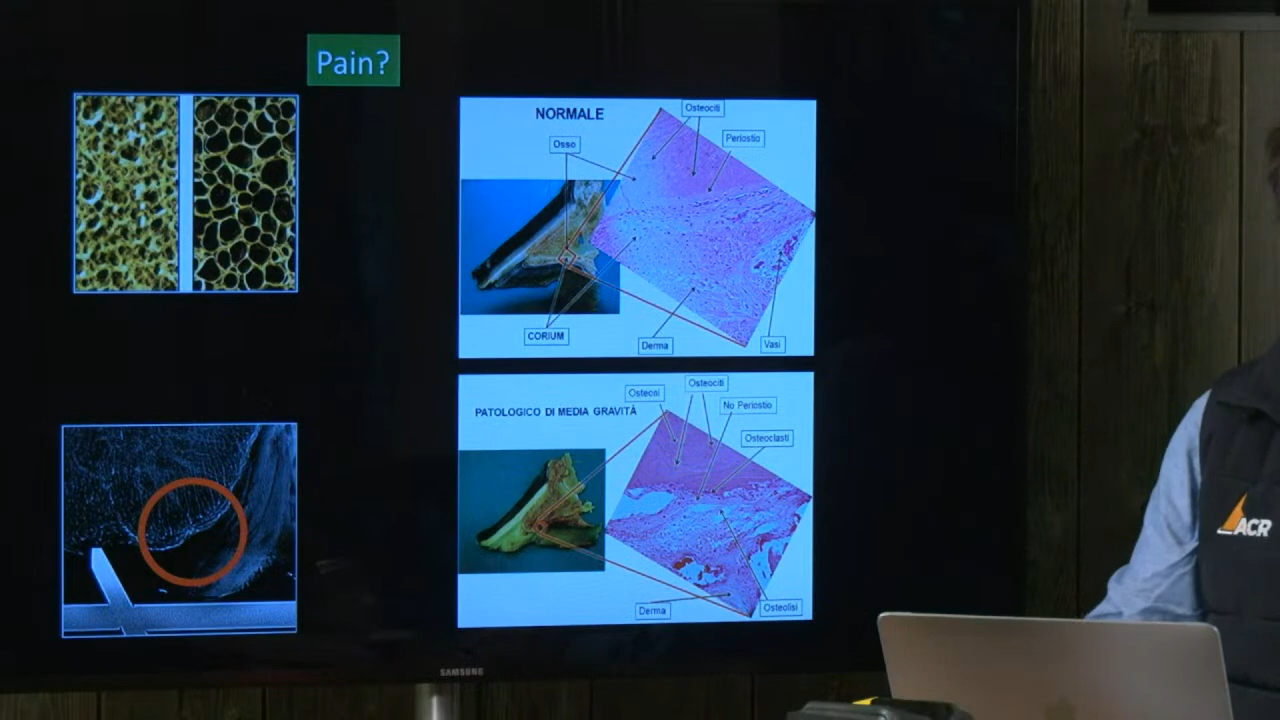 Pain?
NORMALE
Osteociti
Periostio
Osso
CORIUM
Derma
Vasi
Osteoni
Osteociti
No Periostio
PATOLOGICO DI MEDIA GRAVITÀ
Osteoclasti
Derma
Osteolisi
SAMSUNG
ACR